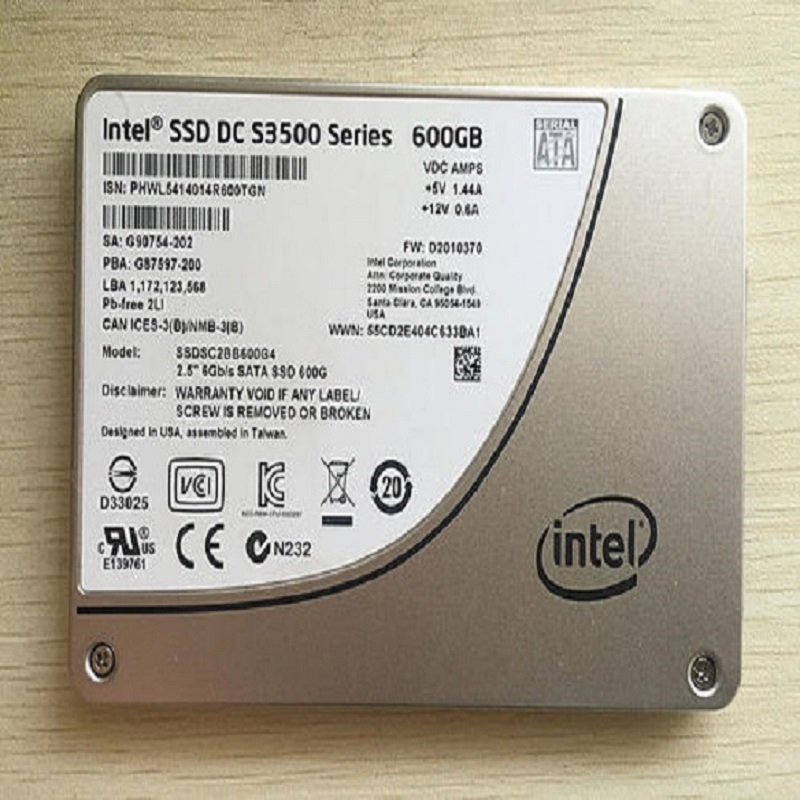 Intel® SSD DC S3500 Series 600GB
SERIAL
ATA
VDC AMPS
+5V 1.44A
+12V 0.6A
ISN: PHWL5414014R600TGN
SA: G90754-202
FW: D2010370
PBA: G87597-200
LBA 1,172,123,568
Pb-free 2LI
CAN ICES-3(B)/NMB-3(B)
Intel Corporation
Attn: Corporate Quality
2200 Mission College Blvd.
Santa Clara, CA 95054-1549
USA
WWN: 55CD2E404C633BA1
Model: SSDSC2BB600G4
2.5" 6Gb/s SATA SSD 600G
Disclaimer: WARRANTY VOID IF ANY LABEL/
SCREW IS REMOVED OR BROKEN
Designed in USA, assembled in Taiwan.
D33025
VCI
20
c RU® US
E139761
CE
N232
intel